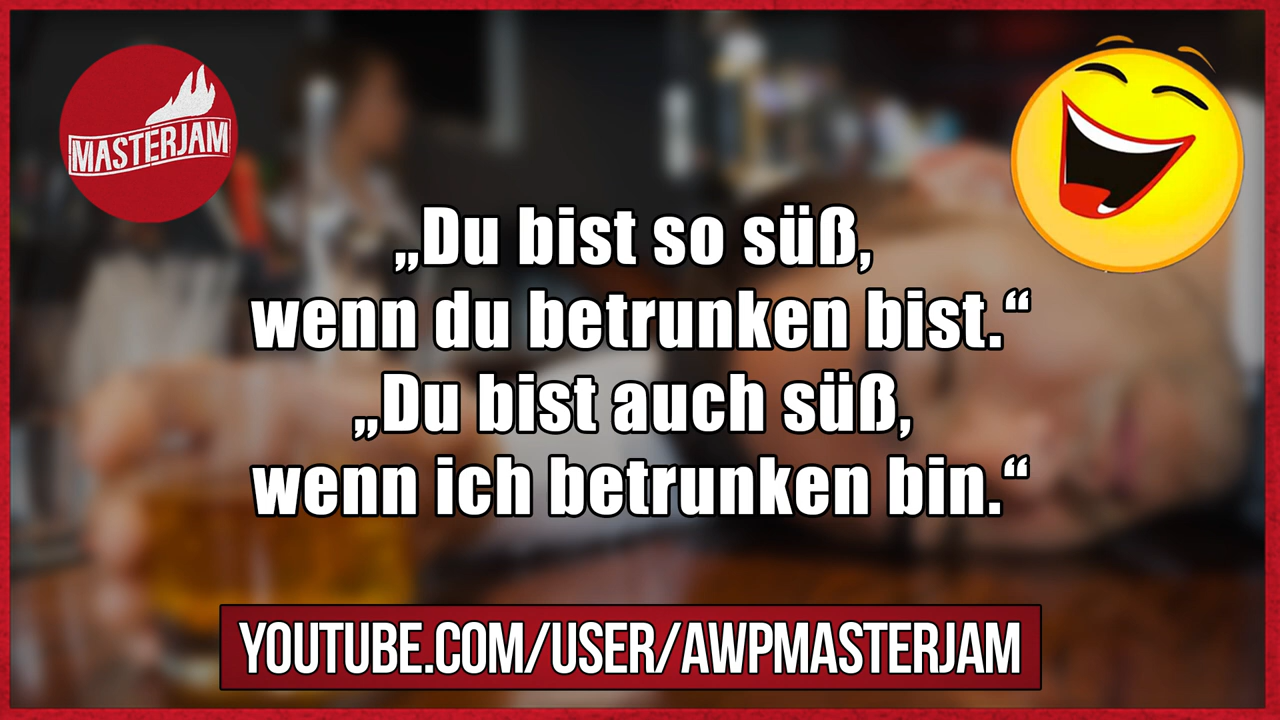 MASTERJAM
„Du bist so süß,
wenn du betrunken bist.“
„Du bist auch süß,
wenn ich betrunken bin.“
YOUTUBE.COM/USER/AWPMASTERJAM